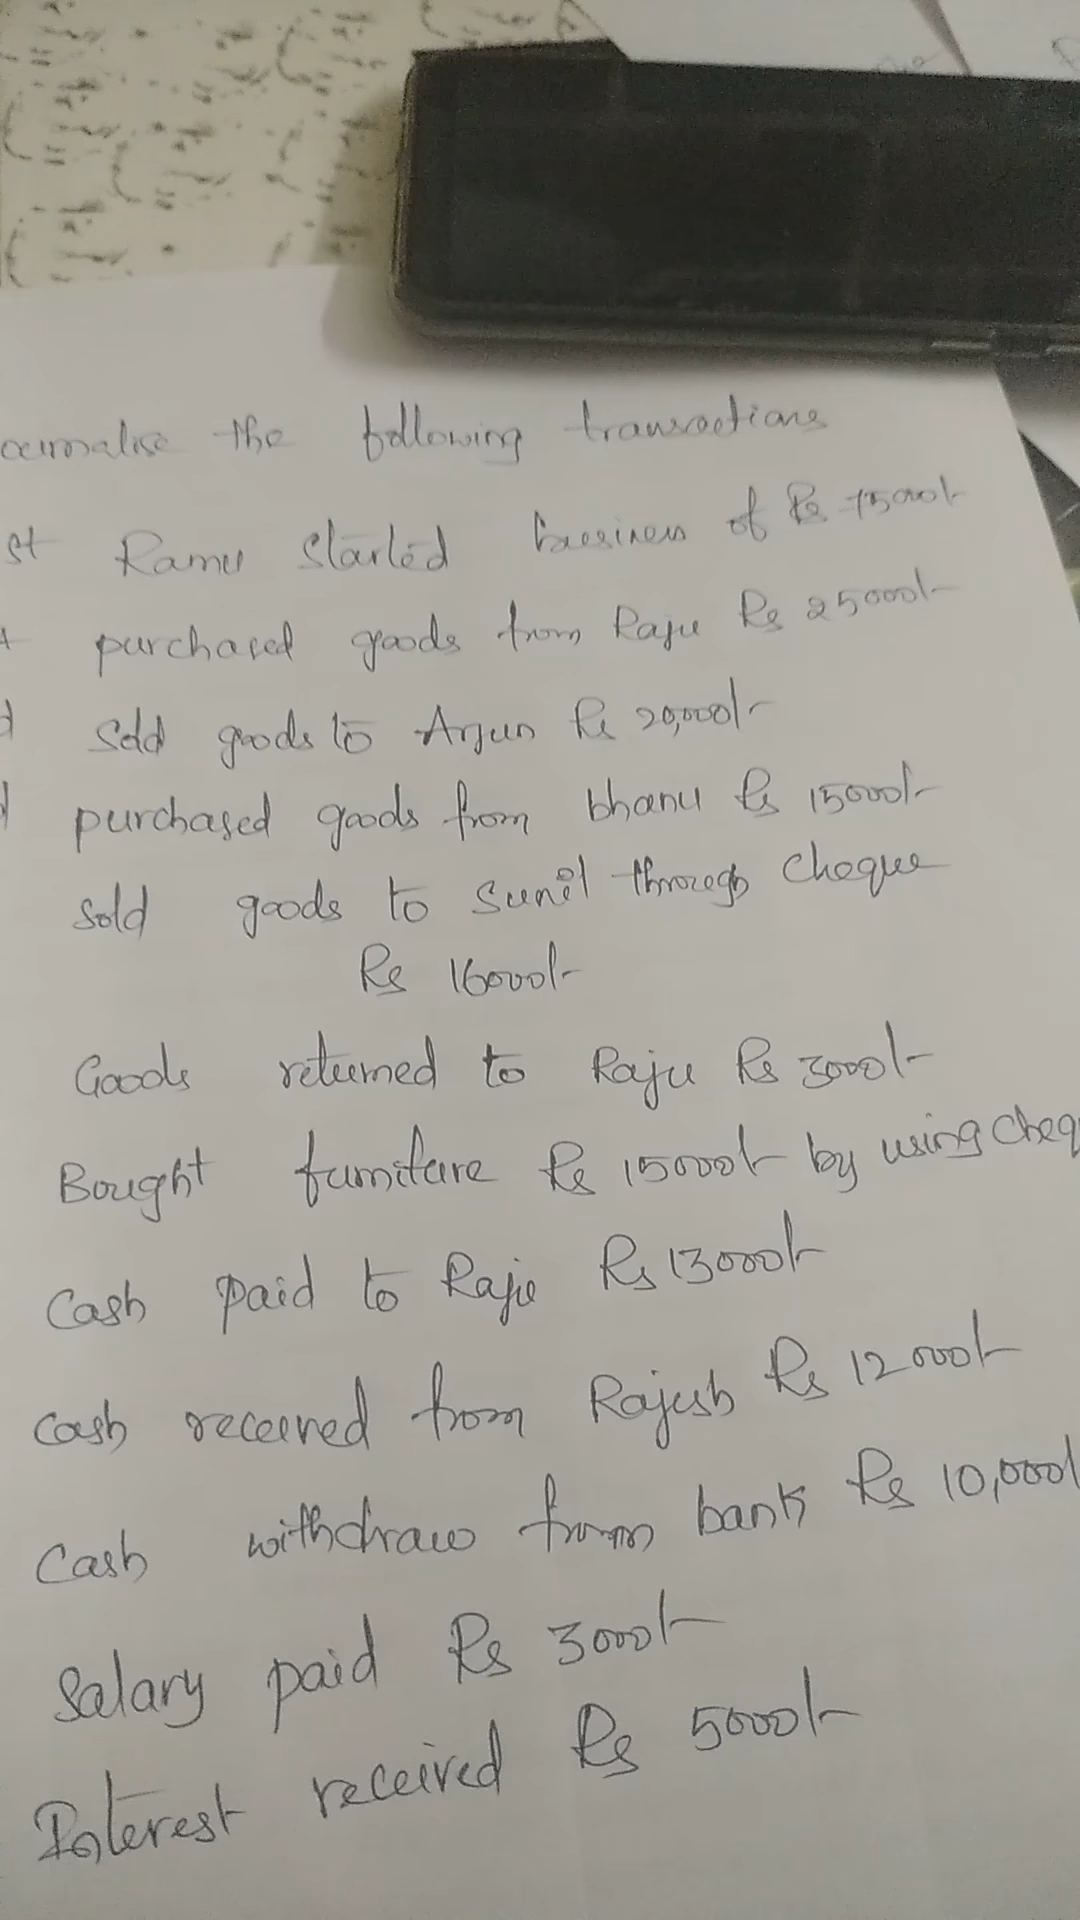 the following transactions
st Ramu Started business of Rs 75000/-
purchased goods from Raju Rs 25000/-
Sold goods to Arjun Rs 20,000/-
purchased goods from bhanu Rs 15000/-
Sold goods to Sunil through Cheque
Rs 16000/-
Goods returned to Raju Rs 3000/-
Bought furniture Rs 15000/- by using Cheq
Cash paid to Raju Rs 13000/-
Cash received from Rajesh Rs 12000/-
Cash withdraw from bank Rs 10,000/
Salary paid Rs 3000/-
Interest received Rs 5000/-